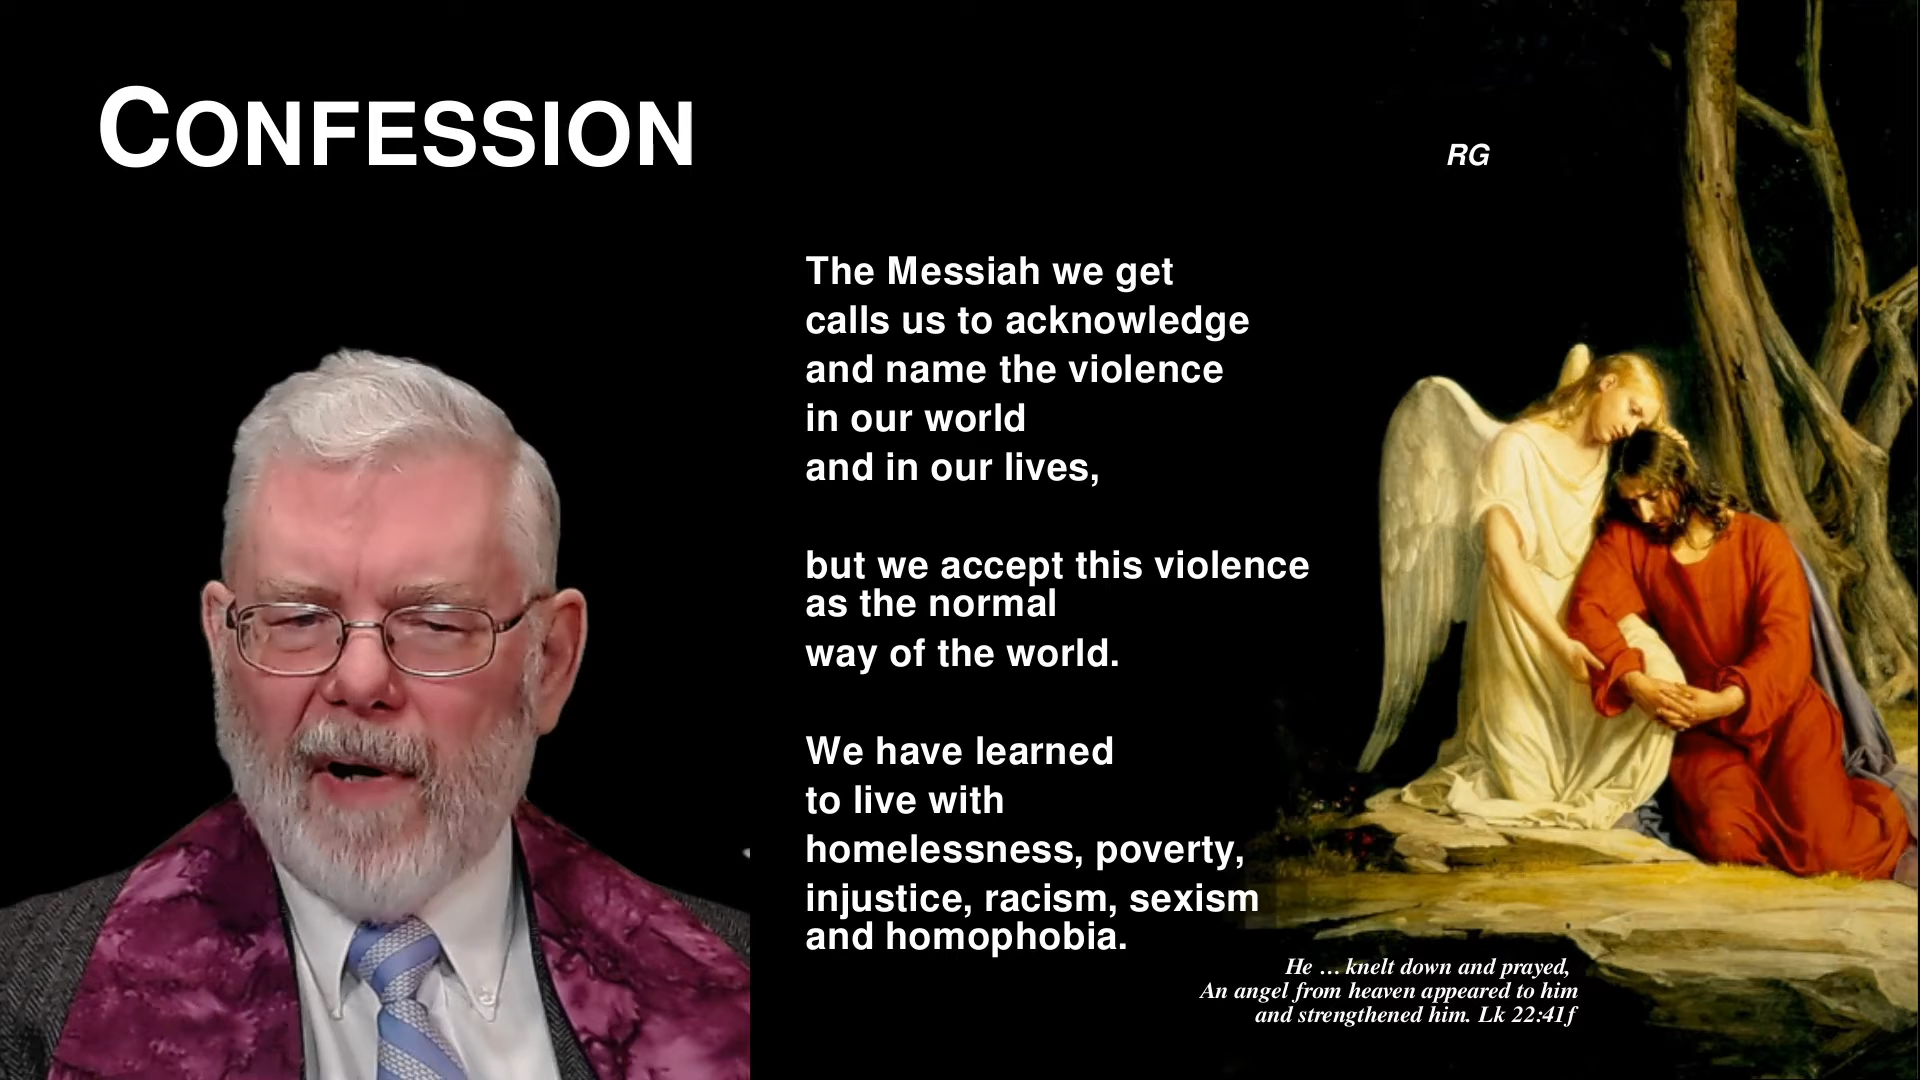 CONFESSION
RG
The Messiah we get
calls us to acknowledge
and name the violence
in our world
and in our lives,
but we accept this violence
as the normal
way of the world.
We have learned
to live with
homelessness, poverty,
injustice, racism, sexism
and homophobia.
He … knelt down and prayed,
An angel from heaven appeared to him
and strengthened him. Lk 22:41f